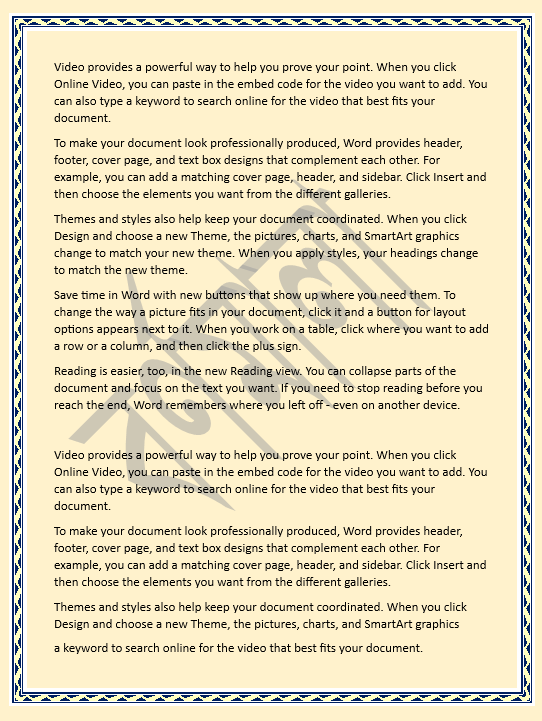 Video provides a powerful way to help you prove your point. When you click
Online Video, you can paste in the embed code for the video you want to add. You
can also type a keyword to search online for the video that best fits your
document.
To make your document look professionally produced, Word provides header,
footer, cover page, and text box designs that complement each other. For
example, you can add a matching cover page, header, and sidebar. Click Insert and
then choose the elements you want from the different galleries.
Themes and styles also help keep your document coordinated. When you click
Design and choose a new Theme, the pictures, charts, and SmartArt graphics
change to match your new theme. When you apply styles, your headings change
to match the new theme.
Save time in Word with new buttons that show up where you need them. To
change the way a picture fits in your document, click it and a button for layout
options appears next to it. When you work on a table, click where you want to add
a row or a column, and then click the plus sign.
Reading is easier, too, in the new Reading view. You can collapse parts of the
document and focus on the text you want. If you need to stop reading before you
reach the end, Word remembers where you left off - even on another device.
Video provides a powerful way to help you prove your point. When you click
Online Video, you can paste in the embed code for the video you want to add. You
can also type a keyword to search online for the video that best fits your
document.
To make your document look professionally produced, Word provides header,
footer, cover page, and text box designs that complement each other. For
example, you can add a matching cover page, header, and sidebar. Click Insert and
then choose the elements you want from the different galleries.
Themes and styles also help keep your document coordinated. When you click
Design and choose a new Theme, the pictures, charts, and SmartArt graphics
a keyword to search online for the video that best fits your document.